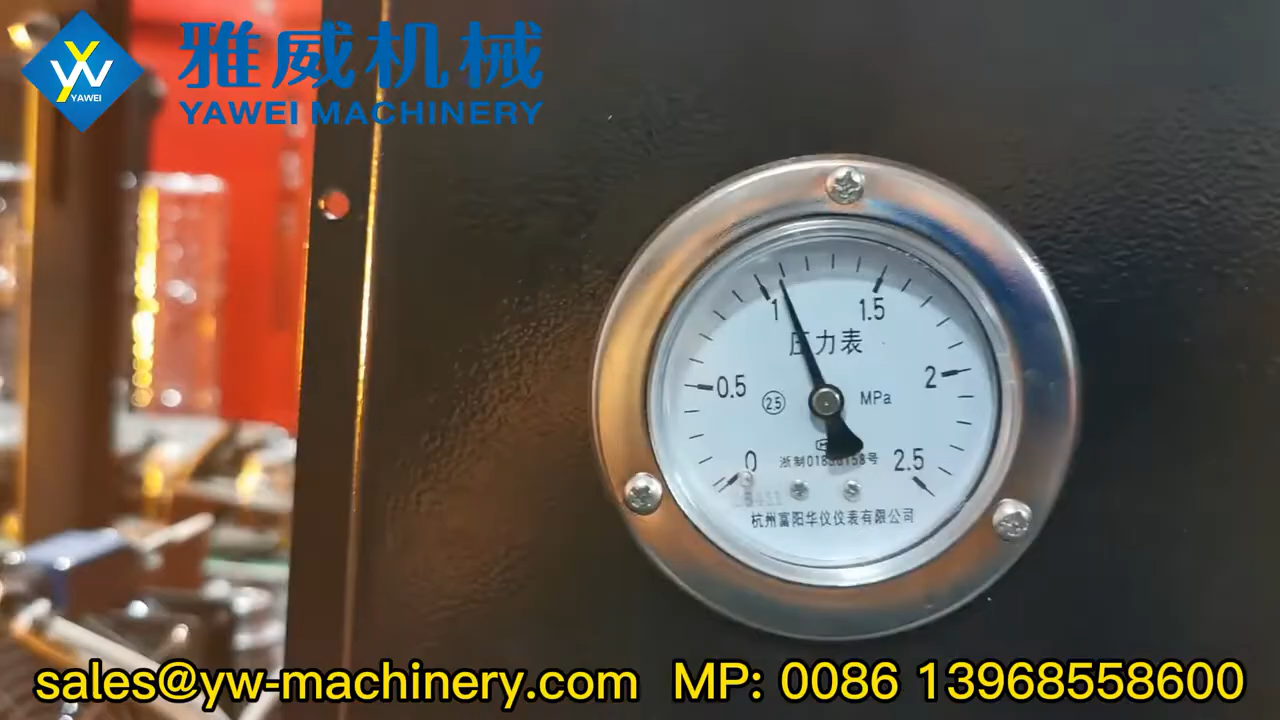 雅威机械
YW
YAWEI
YAWEI MACHINERY
1
1.5
压力表
0.5
2
2.5
MPa
0
2.5
杭州富阳华仪仪表有限公司
sales@yw-machinery.com MP: 0086 13968558600